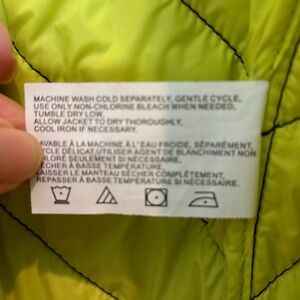 MACHINE WASH COLD SEPARATELY, GENTLE CYCLE,
USE ONLY NON-CHLORINE BLEACH WHEN NEEDED,
TUMBLE DRY LOW.
ALLOW JACKET TO DRY THOROUGHLY.
COOL IRON IF NECESSARY.
LAVABLE À LA MACHINE À L'EAU FROIDE, SÉPARÉMENT,
CYCLE DÉLICAT, UTILISER AGENT DE BLANCHIMENT NON
CHLORÉ SEULEMENT SI NÉCESSAIRE.
SÉCHER À BASSE TEMPÉRATURE.
LAISSER LE MANTEAU SÉCHER COMPLÈTEMENT.
REPASSER À BASSE TEMPÉRATURE SI NÉCESSAIRE.